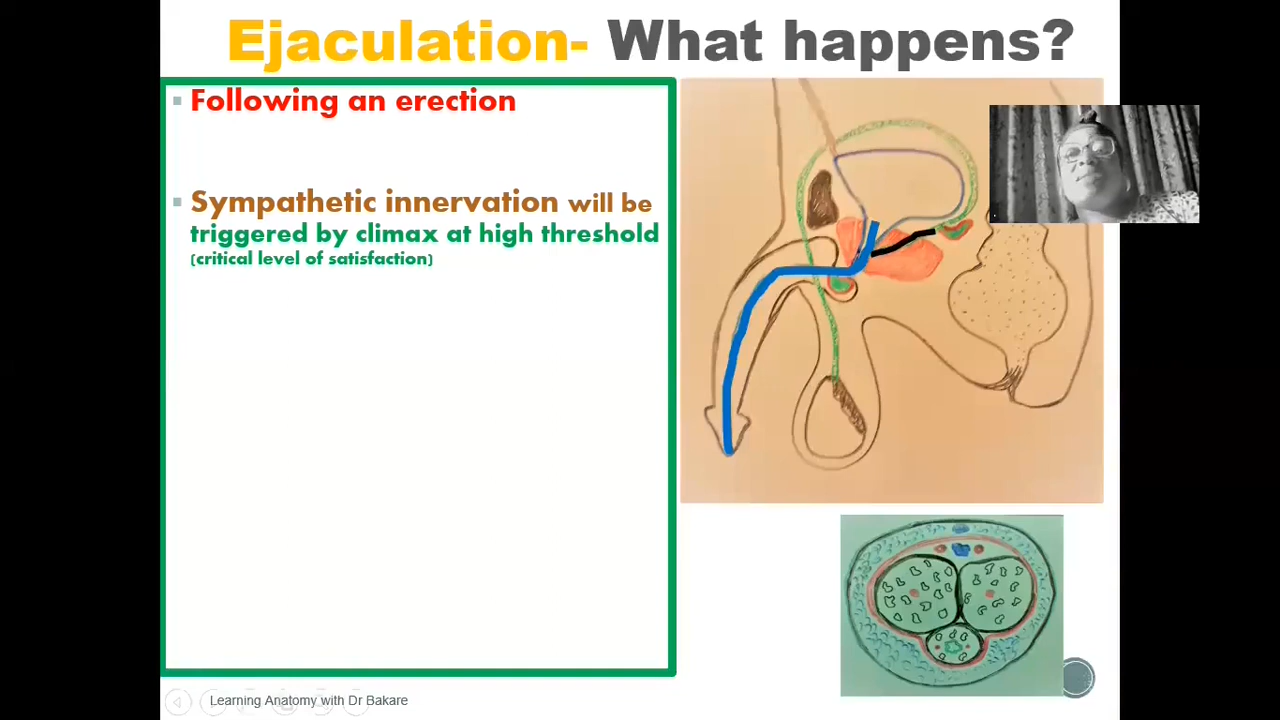 Ejaculation- What happens?
Following an erection
Sympathetic innervation will be
triggered by climax at high threshold
(critical level of satisfaction)
Learning Anatomy with Dr Bakare